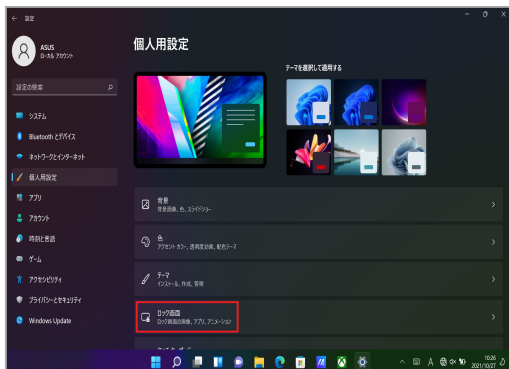 設定
ASUS
ローカル アカウント
設定の検索
システム
Bluetooth とデバイス
ネットワークとインターネット
個人用設定
アプリ
アカウント
時刻と言語
ゲーム
アクセシビリティ
プライバシーとセキュリティ
Windows Update
個人用設定
テーマを選択して適用する
背景
背景画像、色、スライドショー
色
アクセント カラー、透明度効果、配色テーマ
テーマ
インストール、作成、管理
ロック画面
ロック画面の画像、アプリ、アニメーション
A
10:26
2021/10/27